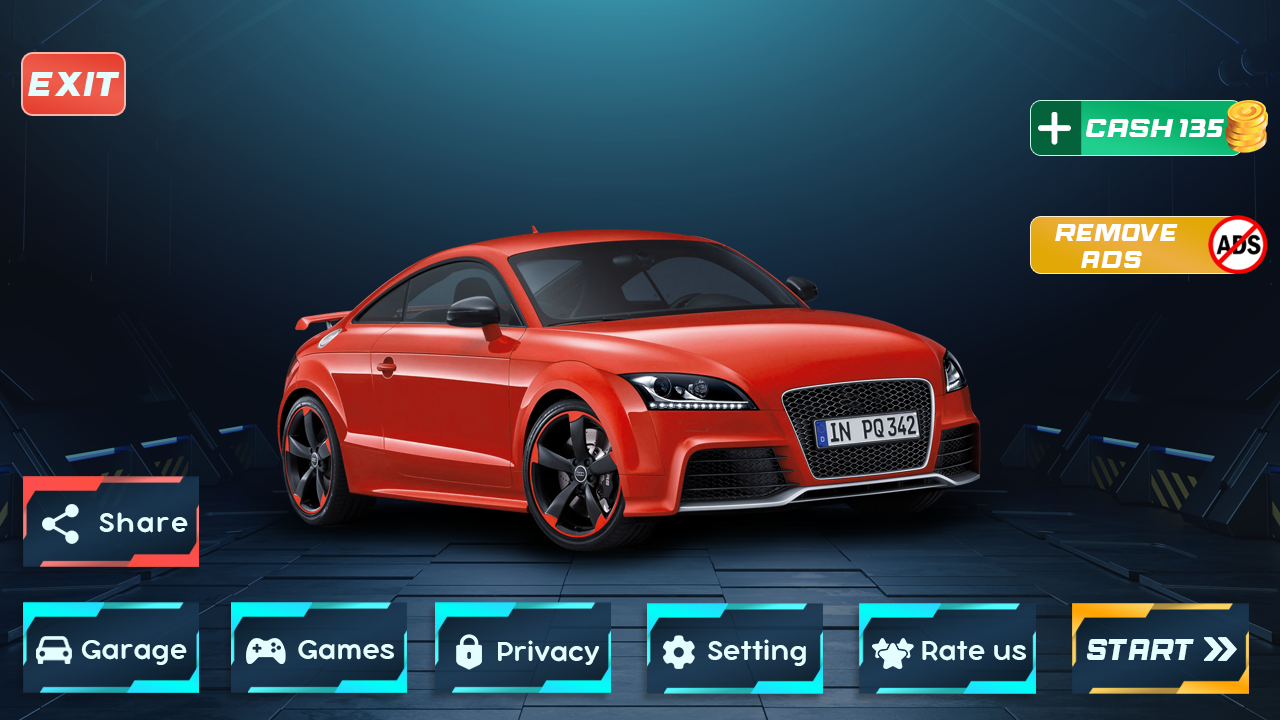 EXIT
+ CASH 135
REMOVE
ADS
ADS
IN PQ 342
Share
Garage
Games
Privacy
Setting
Rate us
START